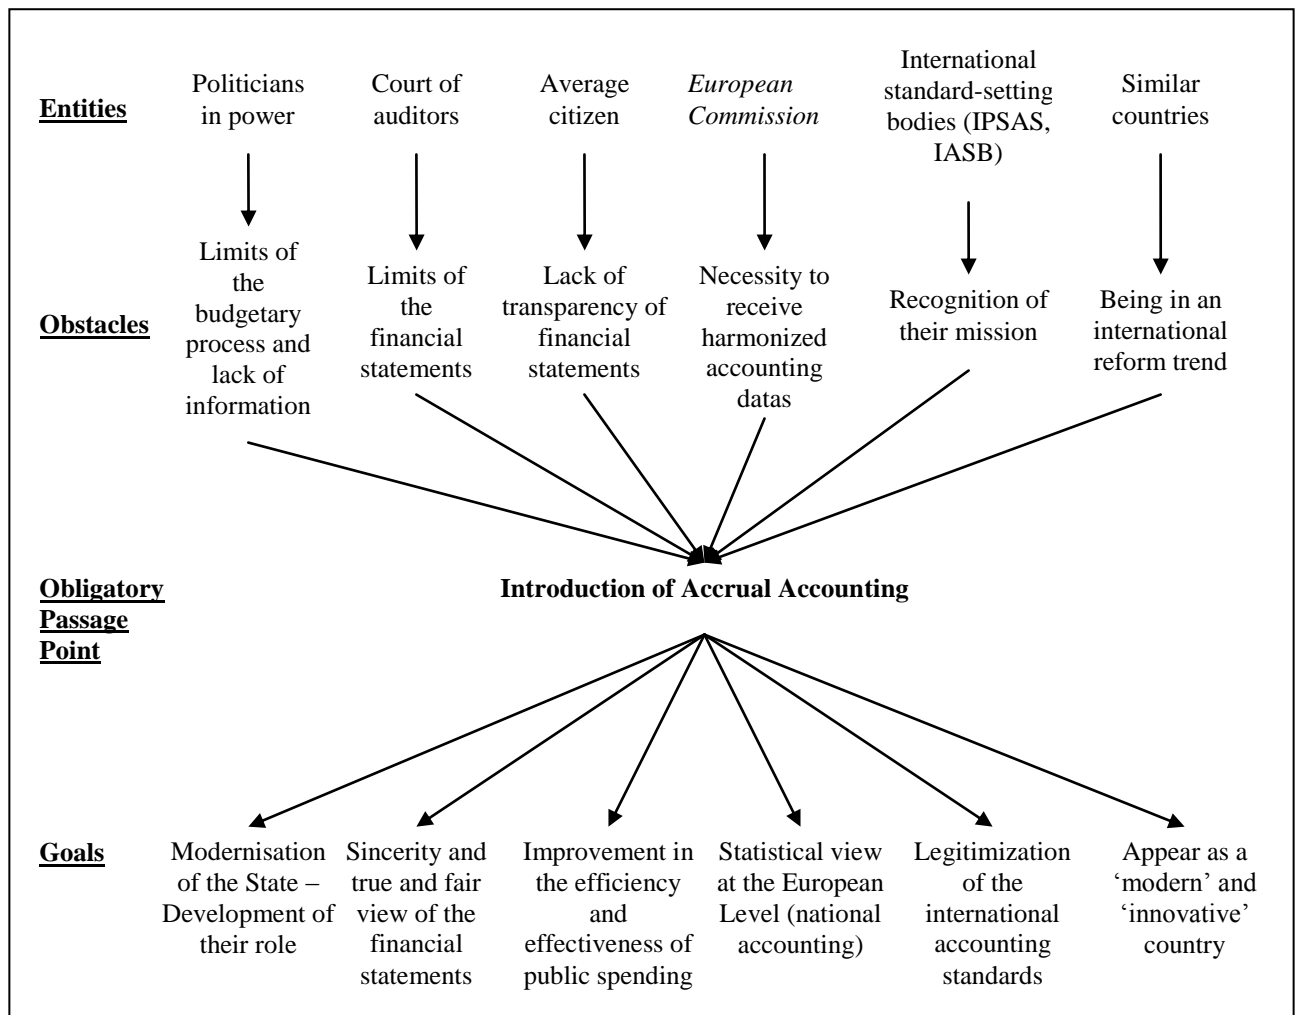 Entities
Politicians
in power
Court of
auditors
Average
citizen
European
Commission
International
standard-setting
bodies (IPSAS,
IASB)
Similar
countries
Obstacles
Limits of
the
budgetary
process and
lack of
information
Limits of
the
financial
statements
Lack of
transparency of
financial
statements
Necessity to
receive
harmonized
accounting
datas
Recognition of
their mission
Being in an
international
reform trend
Obligatory
Passage
Point
Introduction of Accrual Accounting
Goals
Modernisation
of the State –
Development of
their role
Sincerity and
true and fair
view of the
financial
statements
Improvement in
the efficiency
and
effectiveness of
public spending
Statistical view
at the European
Level (national
accounting)
Legitimization
of the
international
accounting
standards
Appear as a
‘modern’ and
‘innovative’
country